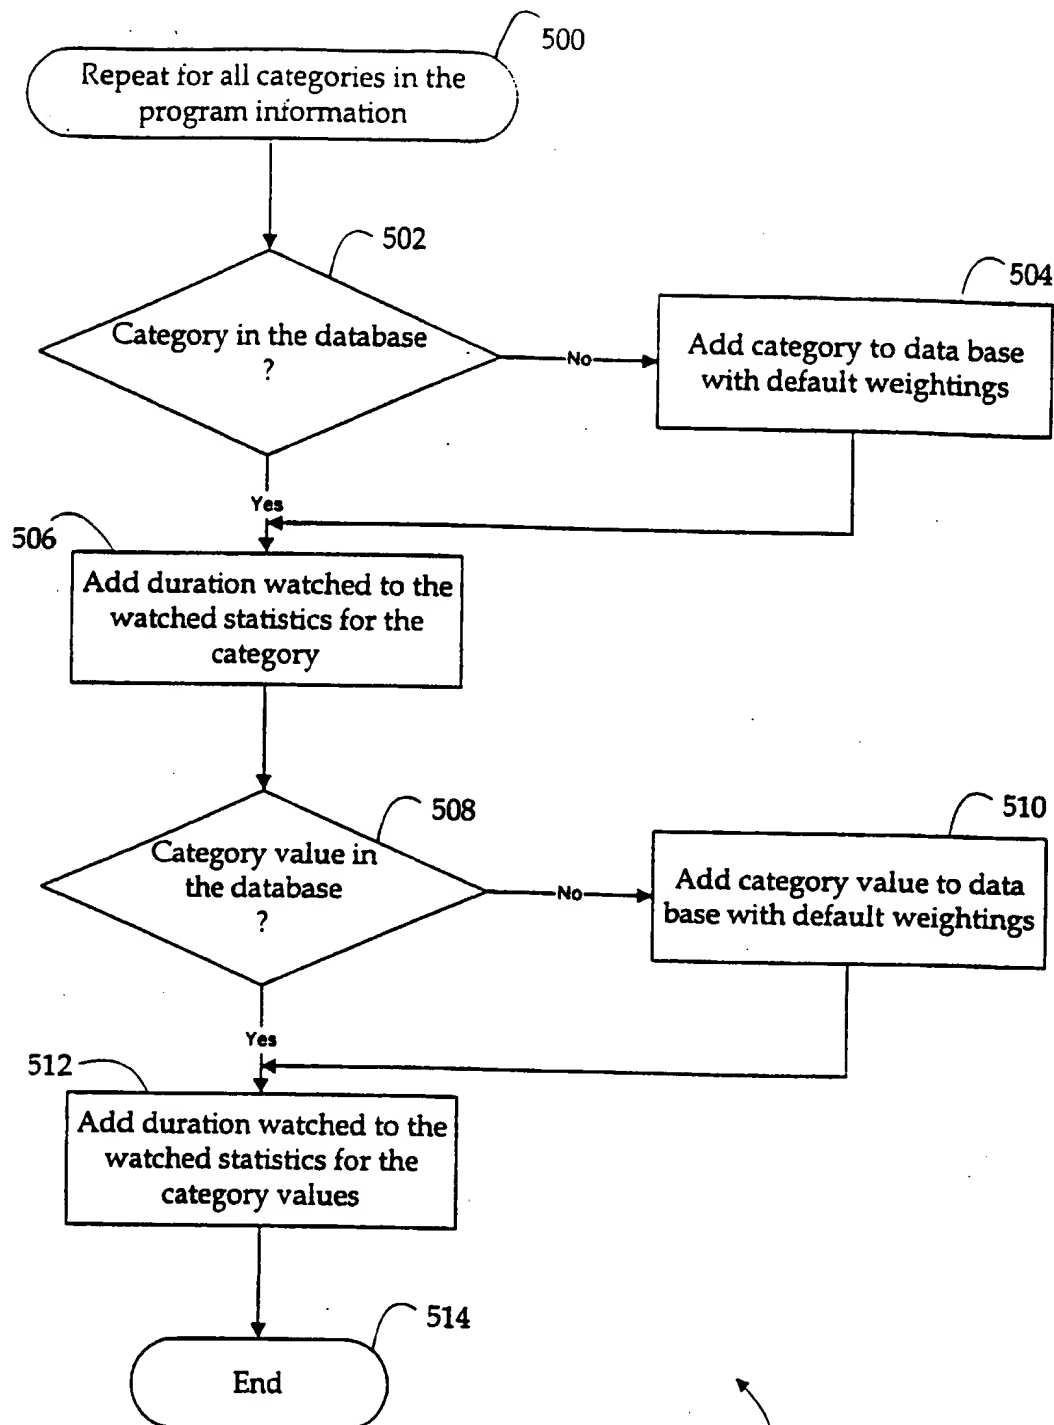 500
Repeat for all categories in the
program information
502
Category in the database
?
No
504
Add category to data base
with default weightings
Yes
506
Add duration watched to the
watched statistics for the
category
508
Category value in
the database
?
No
510
Add category value to data
base with default weightings
Yes
512
Add duration watched to the
watched statistics for the
category values
514
End